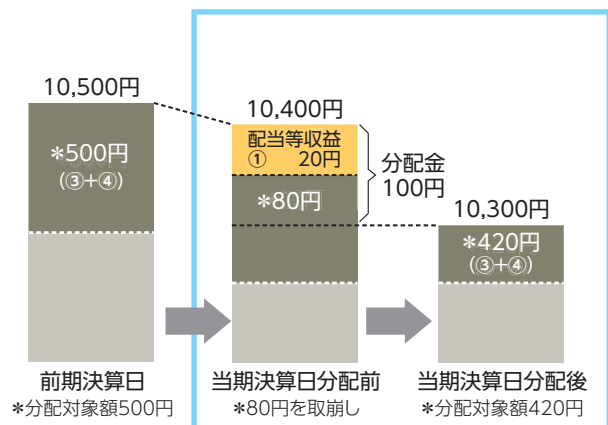 10,500円
*500円
(③+④)
前期決算日
*分配対象額500円
10,400円
配当等収益
① 20円
*80円
分配金
100円
当期決算日分配前
*80円を取崩し
10,300円
*420円
(③+④)
当期決算日分配後
*分配対象額420円